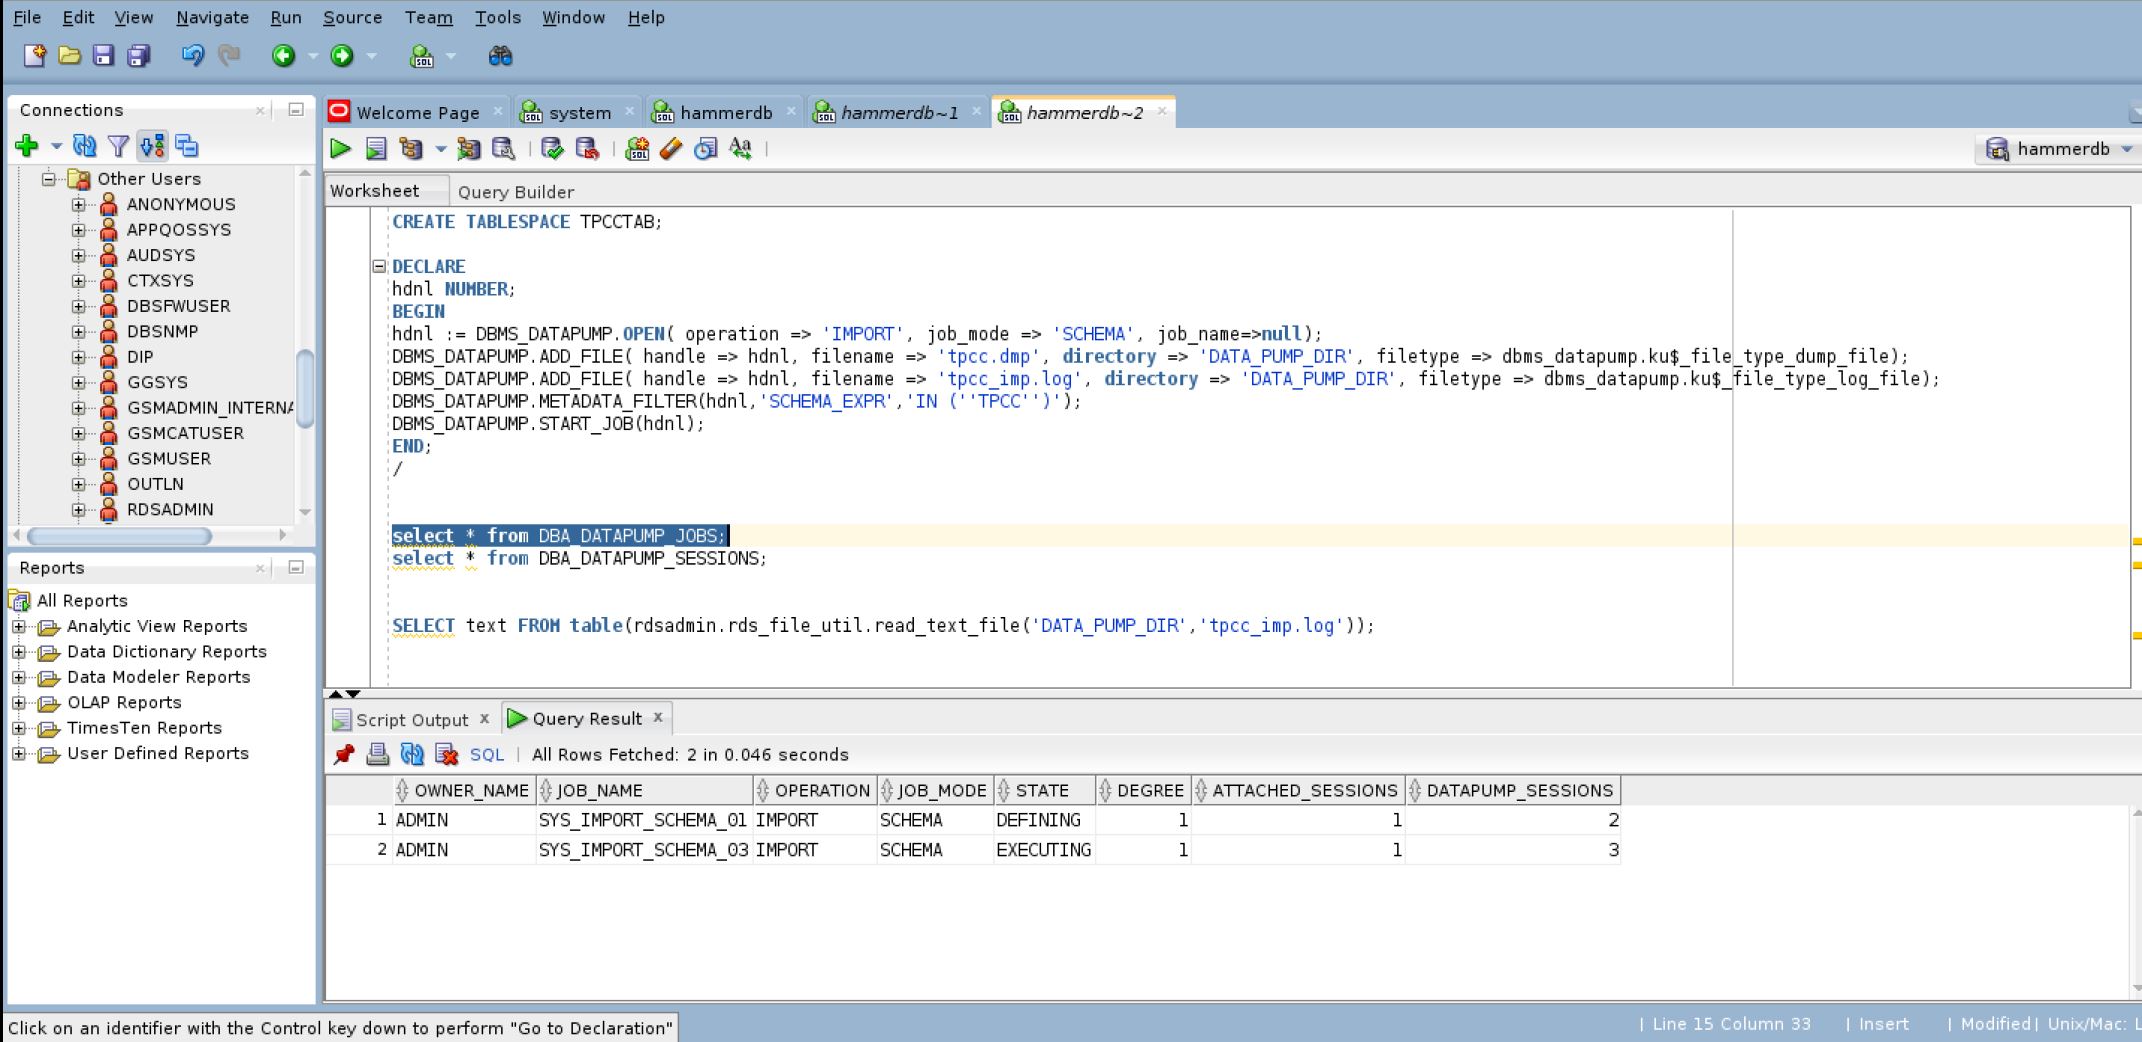 File Edit View Navigate Run Source Team Tools Window Help
Connections
Other Users
ANONYMOUS
APPQOSSYS
AUDSYS
CTXSYS
DBSFWUSER
DBSNMP
DIP
GGSYS
GSMADMIN_INTERNA
GSMCATUSER
GSMUSER
OUTLN
RDSADMIN
Reports
All Reports
Analytic View Reports
Data Dictionary Reports
Data Modeler Reports
OLAP Reports
TimesTen Reports
User Defined Reports
Welcome Page system hammerdb hammerdb~1 hammerdb~2
hammerdb
Worksheet Query Builder
CREATE TABLESPACE TPCCTAB;
DECLARE
hdnl NUMBER;
BEGIN
hdnl := DBMS_DATAPUMP.OPEN( operation => 'IMPORT', job_mode => 'SCHEMA', job_name=>null);
DBMS_DATAPUMP.ADD_FILE( handle => hdnl, filename => 'tpcc.dmp', directory => 'DATA_PUMP_DIR', filetype => dbms_datapump.ku$_file_type_dump_file);
DBMS_DATAPUMP.ADD_FILE( handle => hdnl, filename => 'tpcc_imp.log', directory => 'DATA_PUMP_DIR', filetype => dbms_datapump.ku$_file_type_log_file);
DBMS_DATAPUMP.METADATA_FILTER(hdnl,'SCHEMA_EXPR','IN (''TPCC'')');
DBMS_DATAPUMP.START_JOB(hdnl);
END;
/
select * from DBA_DATAPUMP_JOBS;
select * from DBA_DATAPUMP_SESSIONS;
SELECT text FROM table(rdsadmin.rds_file_util.read_text_file('DATA_PUMP_DIR','tpcc_imp.log'));
Script Output x Query Result x
SQL | All Rows Fetched: 2 in 0.046 seconds
OWNER_NAME JOB_NAME OPERATION JOB_MODE STATE DEGREE ATTACHED_SESSIONS DATAPUMP_SESSIONS
1 ADMIN SYS_IMPORT_SCHEMA_01 IMPORT SCHEMA DEFINING 1 1 2
2 ADMIN SYS_IMPORT_SCHEMA_03 IMPORT SCHEMA EXECUTING 1 1 3
Click on an identifier with the Control key down to perform "Go to Declaration"
| Line 15 Column 33 | Insert | Modified | Unix/Mac: L